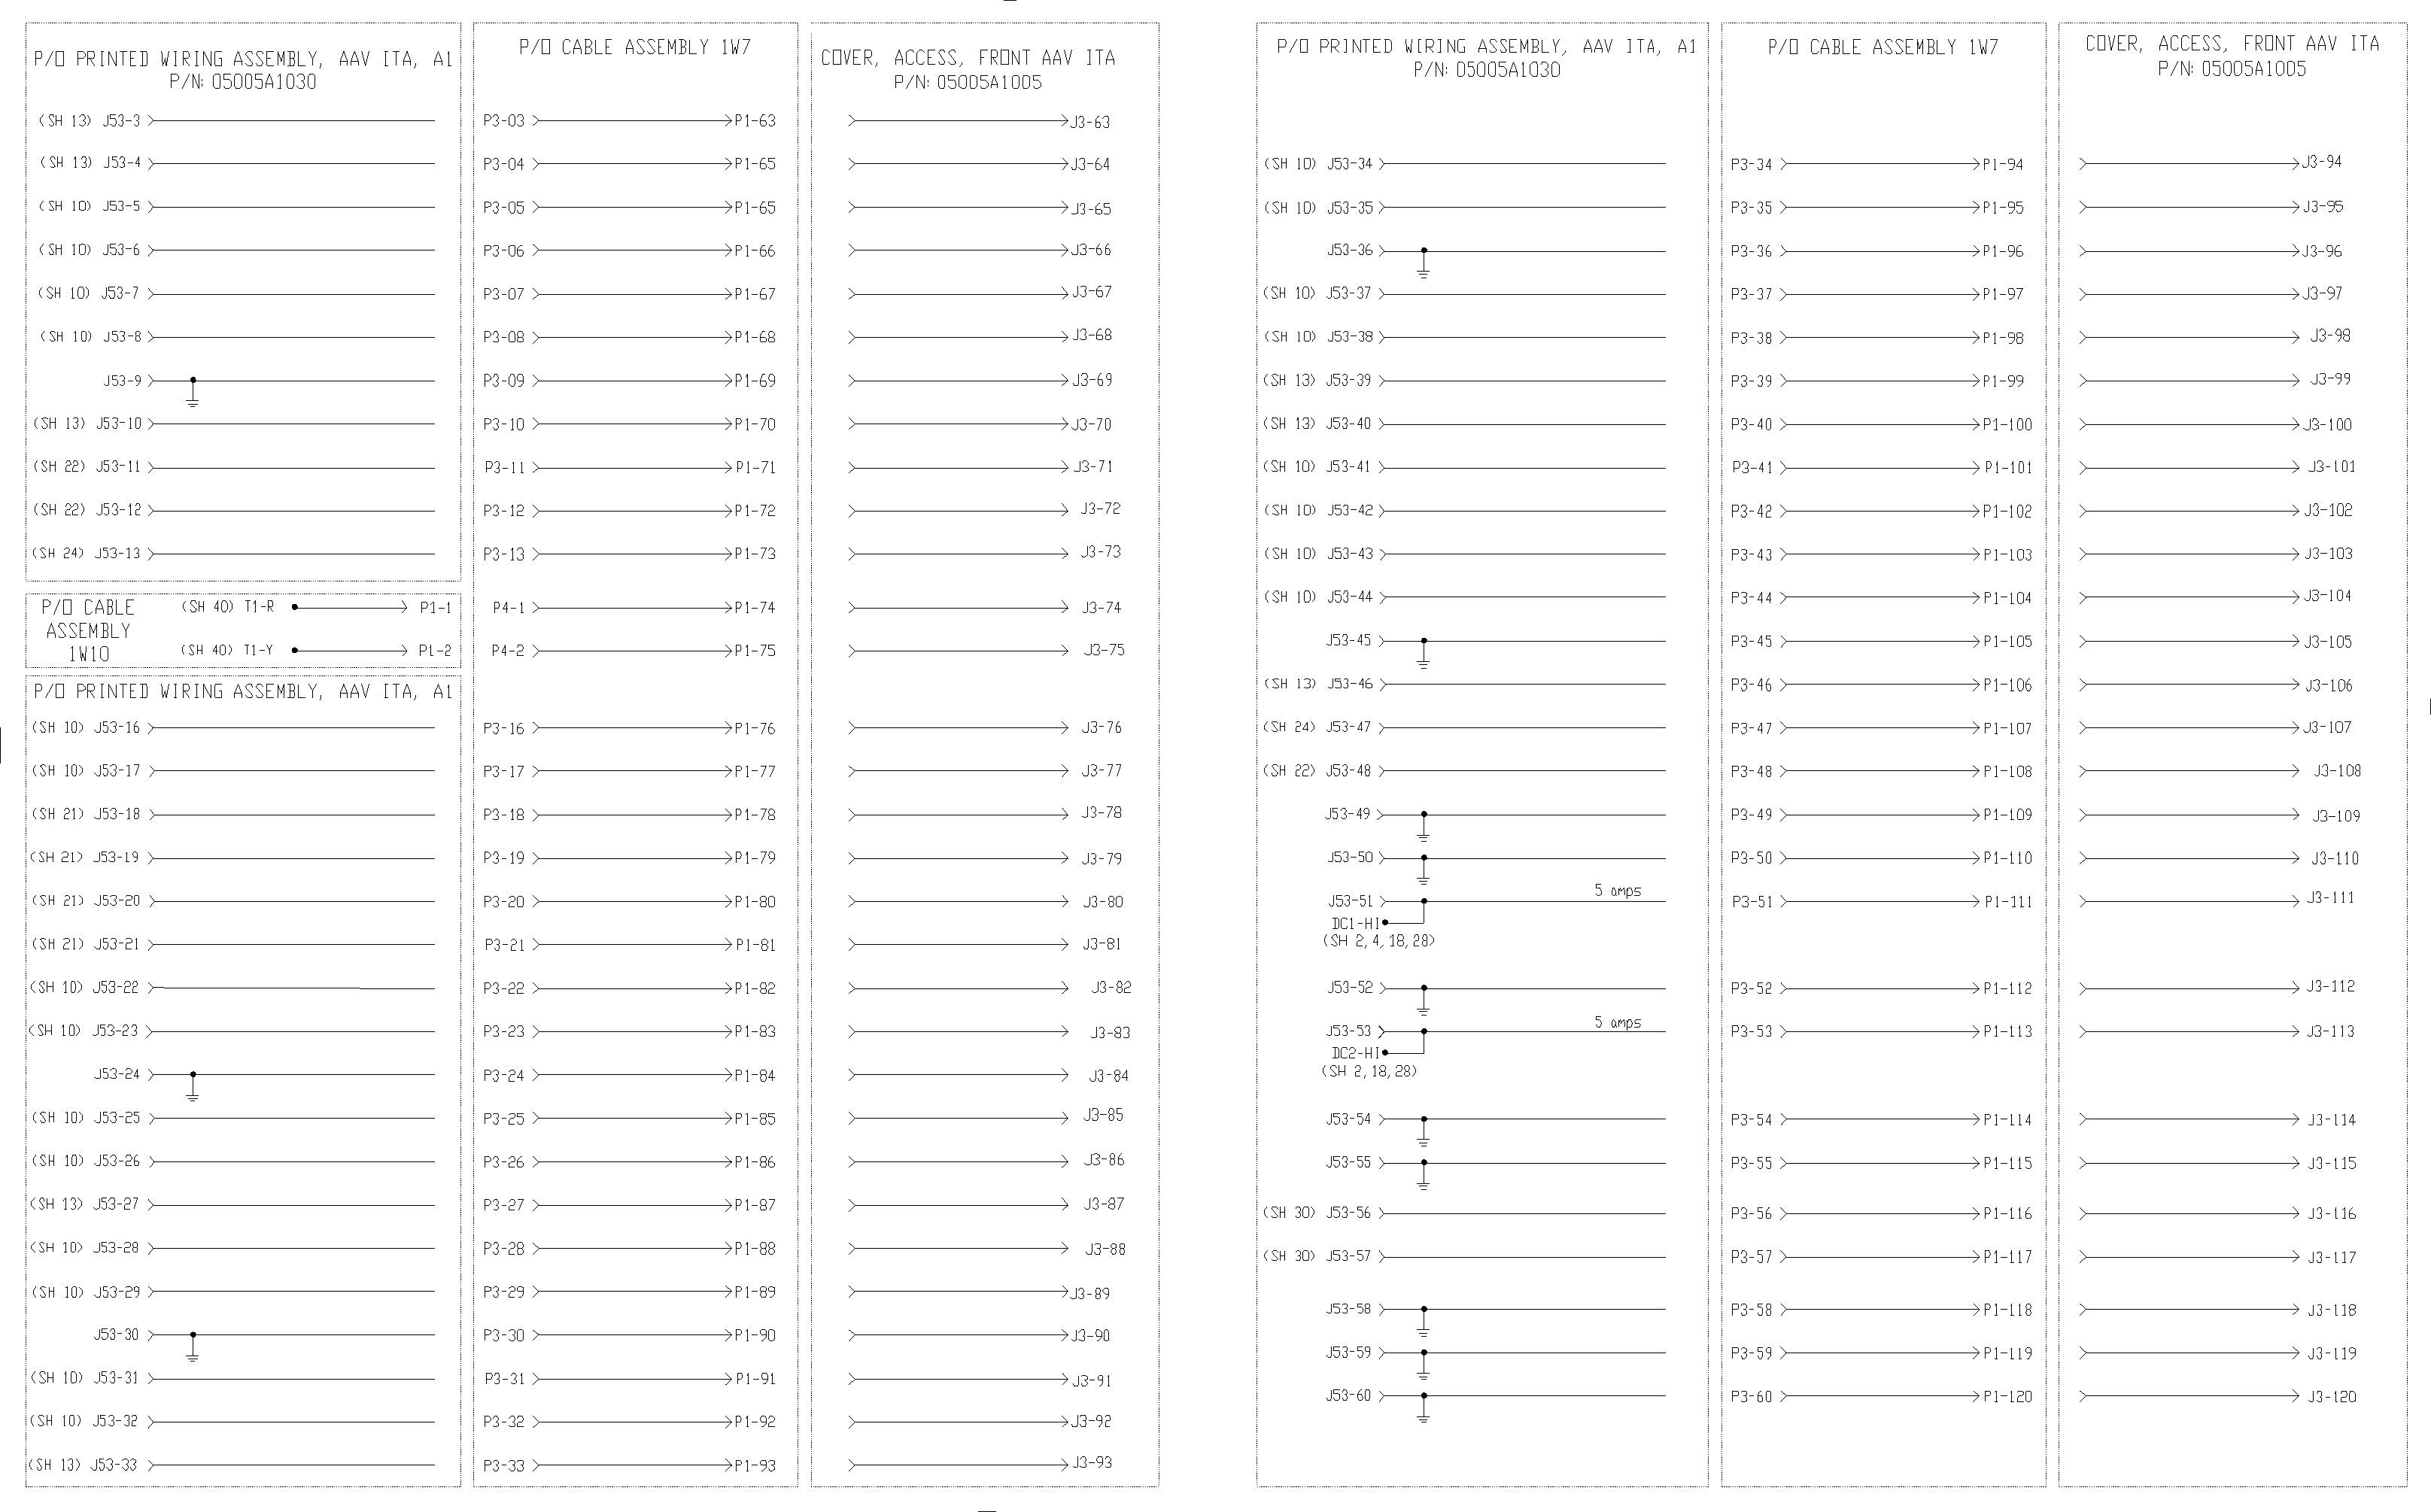 P/O PRINTED WIRING ASSEMBLY, AAV ITA, A1
P/N: 05005A1030
P/O CABLE ASSEMBLY 1W7
COVER, ACCESS, FRONT AAV ITA
P/N: 05005A1005
(SH 13) J53-3 P3-03 P1-63 J3-63
(SH 13) J53-4 P3-04 P1-65 J3-64
(SH 10) J53-5 P3-05 P1-65 J3-65
(SH 10) J53-6 P3-06 P1-66 J3-66
(SH 10) J53-7 P3-07 P1-67 J3-67
(SH 10) J53-8 P3-08 P1-68 J3-68
J53-9 P3-09 P1-69 J3-69
(SH 13) J53-10 P3-10 P1-70 J3-70
(SH 22) J53-11 P3-11 P1-71 J3-71
(SH 22) J53-12 P3-12 P1-72 J3-72
(SH 24) J53-13 P3-13 P1-73 J3-73
P/O CABLE
ASSEMBLY
1W10
(SH 40) T1-R P1-1 P4-1 P1-74 J3-74
(SH 40) T1-Y P1-2 P4-2 P1-75 J3-75
P/O PRINTED WIRING ASSEMBLY, AAV ITA, A1
(SH 10) J53-16 P3-16 P1-76 J3-76
(SH 10) J53-17 P3-17 P1-77 J3-77
(SH 21) J53-18 P3-18 P1-78 J3-78
(SH 21) J53-19 P3-19 P1-79 J3-79
(SH 21) J53-20 P3-20 P1-80 J3-80
(SH 21) J53-21 P3-21 P1-81 J3-81
(SH 10) J53-22 P3-22 P1-82 J3-82
(SH 10) J53-23 P3-23 P1-83 J3-83
J53-24 P3-24 P1-84 J3-84
(SH 10) J53-25 P3-25 P1-85 J3-85
(SH 10) J53-26 P3-26 P1-86 J3-86
(SH 13) J53-27 P3-27 P1-87 J3-87
(SH 10) J53-28 P3-28 P1-88 J3-88
(SH 10) J53-29 P3-29 P1-89 J3-89
J53-30 P3-30 P1-90 J3-90
(SH 10) J53-31 P3-31 P1-91 J3-91
(SH 10) J53-32 P3-32 P1-92 J3-92
(SH 13) J53-33 P3-33 P1-93 J3-93
P/O PRINTED WIRING ASSEMBLY, AAV ITA, A1
P/N: 05005A1030
P/O CABLE ASSEMBLY 1W7
COVER, ACCESS, FRONT AAV ITA
P/N: 05005A1005
(SH 10) J53-34 P3-34 P1-94 J3-94
(SH 10) J53-35 P3-35 P1-95 J3-95
J53-36 P3-36 P1-96 J3-96
(SH 10) J53-37 P3-37 P1-97 J3-97
(SH 10) J53-38 P3-38 P1-98 J3-98
(SH 13) J53-39 P3-39 P1-99 J3-99
(SH 13) J53-40 P3-40 P1-100 J3-100
(SH 10) J53-41 P3-41 P1-101 J3-101
(SH 10) J53-42 P3-42 P1-102 J3-102
(SH 10) J53-43 P3-43 P1-103 J3-103
(SH 10) J53-44 P3-44 P1-104 J3-104
J53-45 P3-45 P1-105 J3-105
(SH 13) J53-46 P3-46 P1-106 J3-106
(SH 24) J53-47 P3-47 P1-107 J3-107
(SH 22) J53-48 P3-48 P1-108 J3-108
J53-49 P3-49 P1-109 J3-109
J53-50 P3-50 P1-110 J3-110
J53-51 5 amps P3-51 P1-111 J3-111
DC1-HI
(SH 2,4,18,28)
J53-52 P3-52 P1-112 J3-112
J53-53 5 amps P3-53 P1-113 J3-113
DC2-HI
(SH 2,18,28)
J53-54 P3-54 P1-114 J3-114
J53-55 P3-55 P1-115 J3-115
(SH 30) J53-56 P3-56 P1-116 J3-116
(SH 30) J53-57 P3-57 P1-117 J3-117
J53-58 P3-58 P1-118 J3-118
J53-59 P3-59 P1-119 J3-119
J53-60 P3-60 P1-120 J3-120